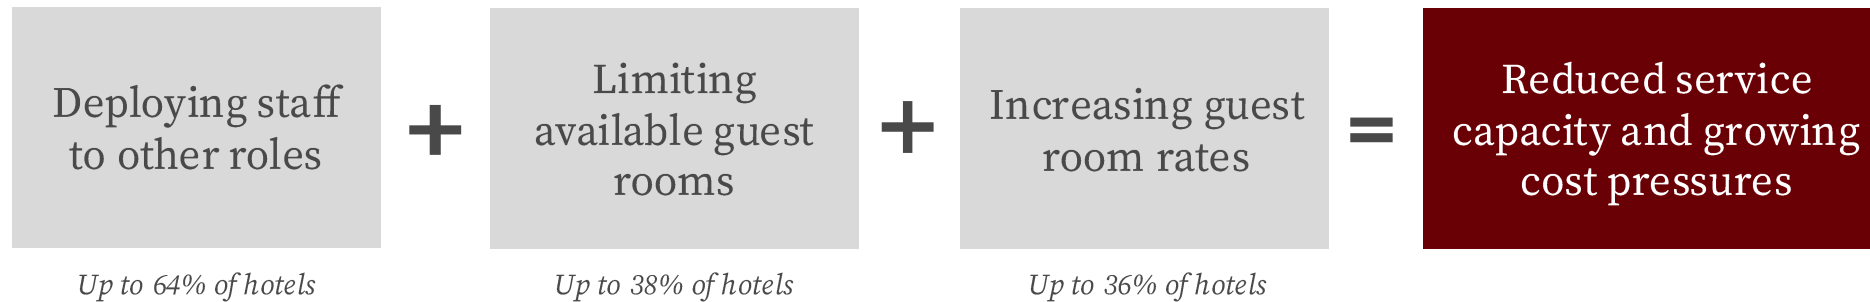 Deploying staff
to other roles
Up to 64% of hotels
+
Limiting
available guest
rooms
Up to 38% of hotels
+
Increasing guest
room rates
Up to 36% of hotels
=
Reduced service
capacity and growing
cost pressures